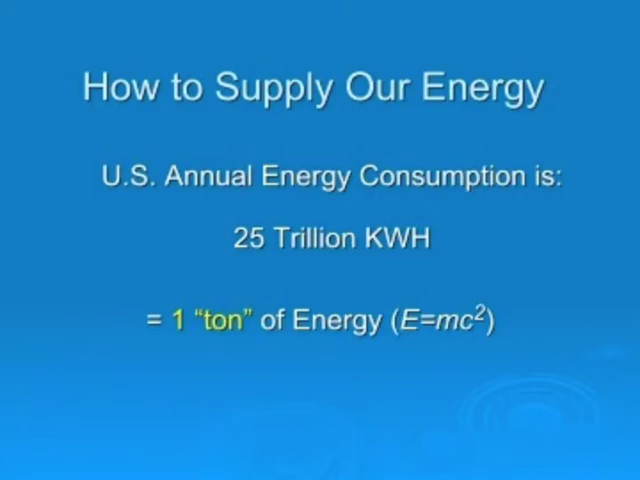 How to Supply Our Energy
U.S. Annual Energy Consumption is:
25 Trillion KWH
= 1 “ton” of Energy (E=mc²)